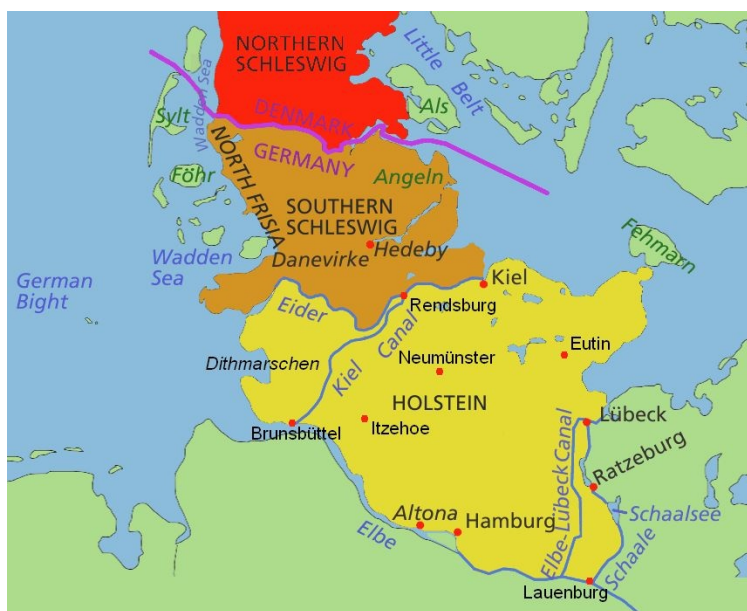 NORTHERN
SCHLESWIG
Little
Belt
Wadden Sea
Sylt
Als
DENMARK
GERMANY
NORTH FRISIA
Föhr
Angeln
SOUTHERN
SCHLESWIG
Hedeby
Danevirke
Wadden
Sea
Fehmarn
German
Bight
Kiel
Eider
Rendsburg
Kiel Canal
Eutin
Dithmarschen
Neumünster
HOLSTEIN
Lübeck
Brunsbüttel
Itzehoe
Elbe-Lübeck Canal
Ratzeburg
Altona
Hamburg
Schaalsee
Elbe
Schaale
Lauenburg